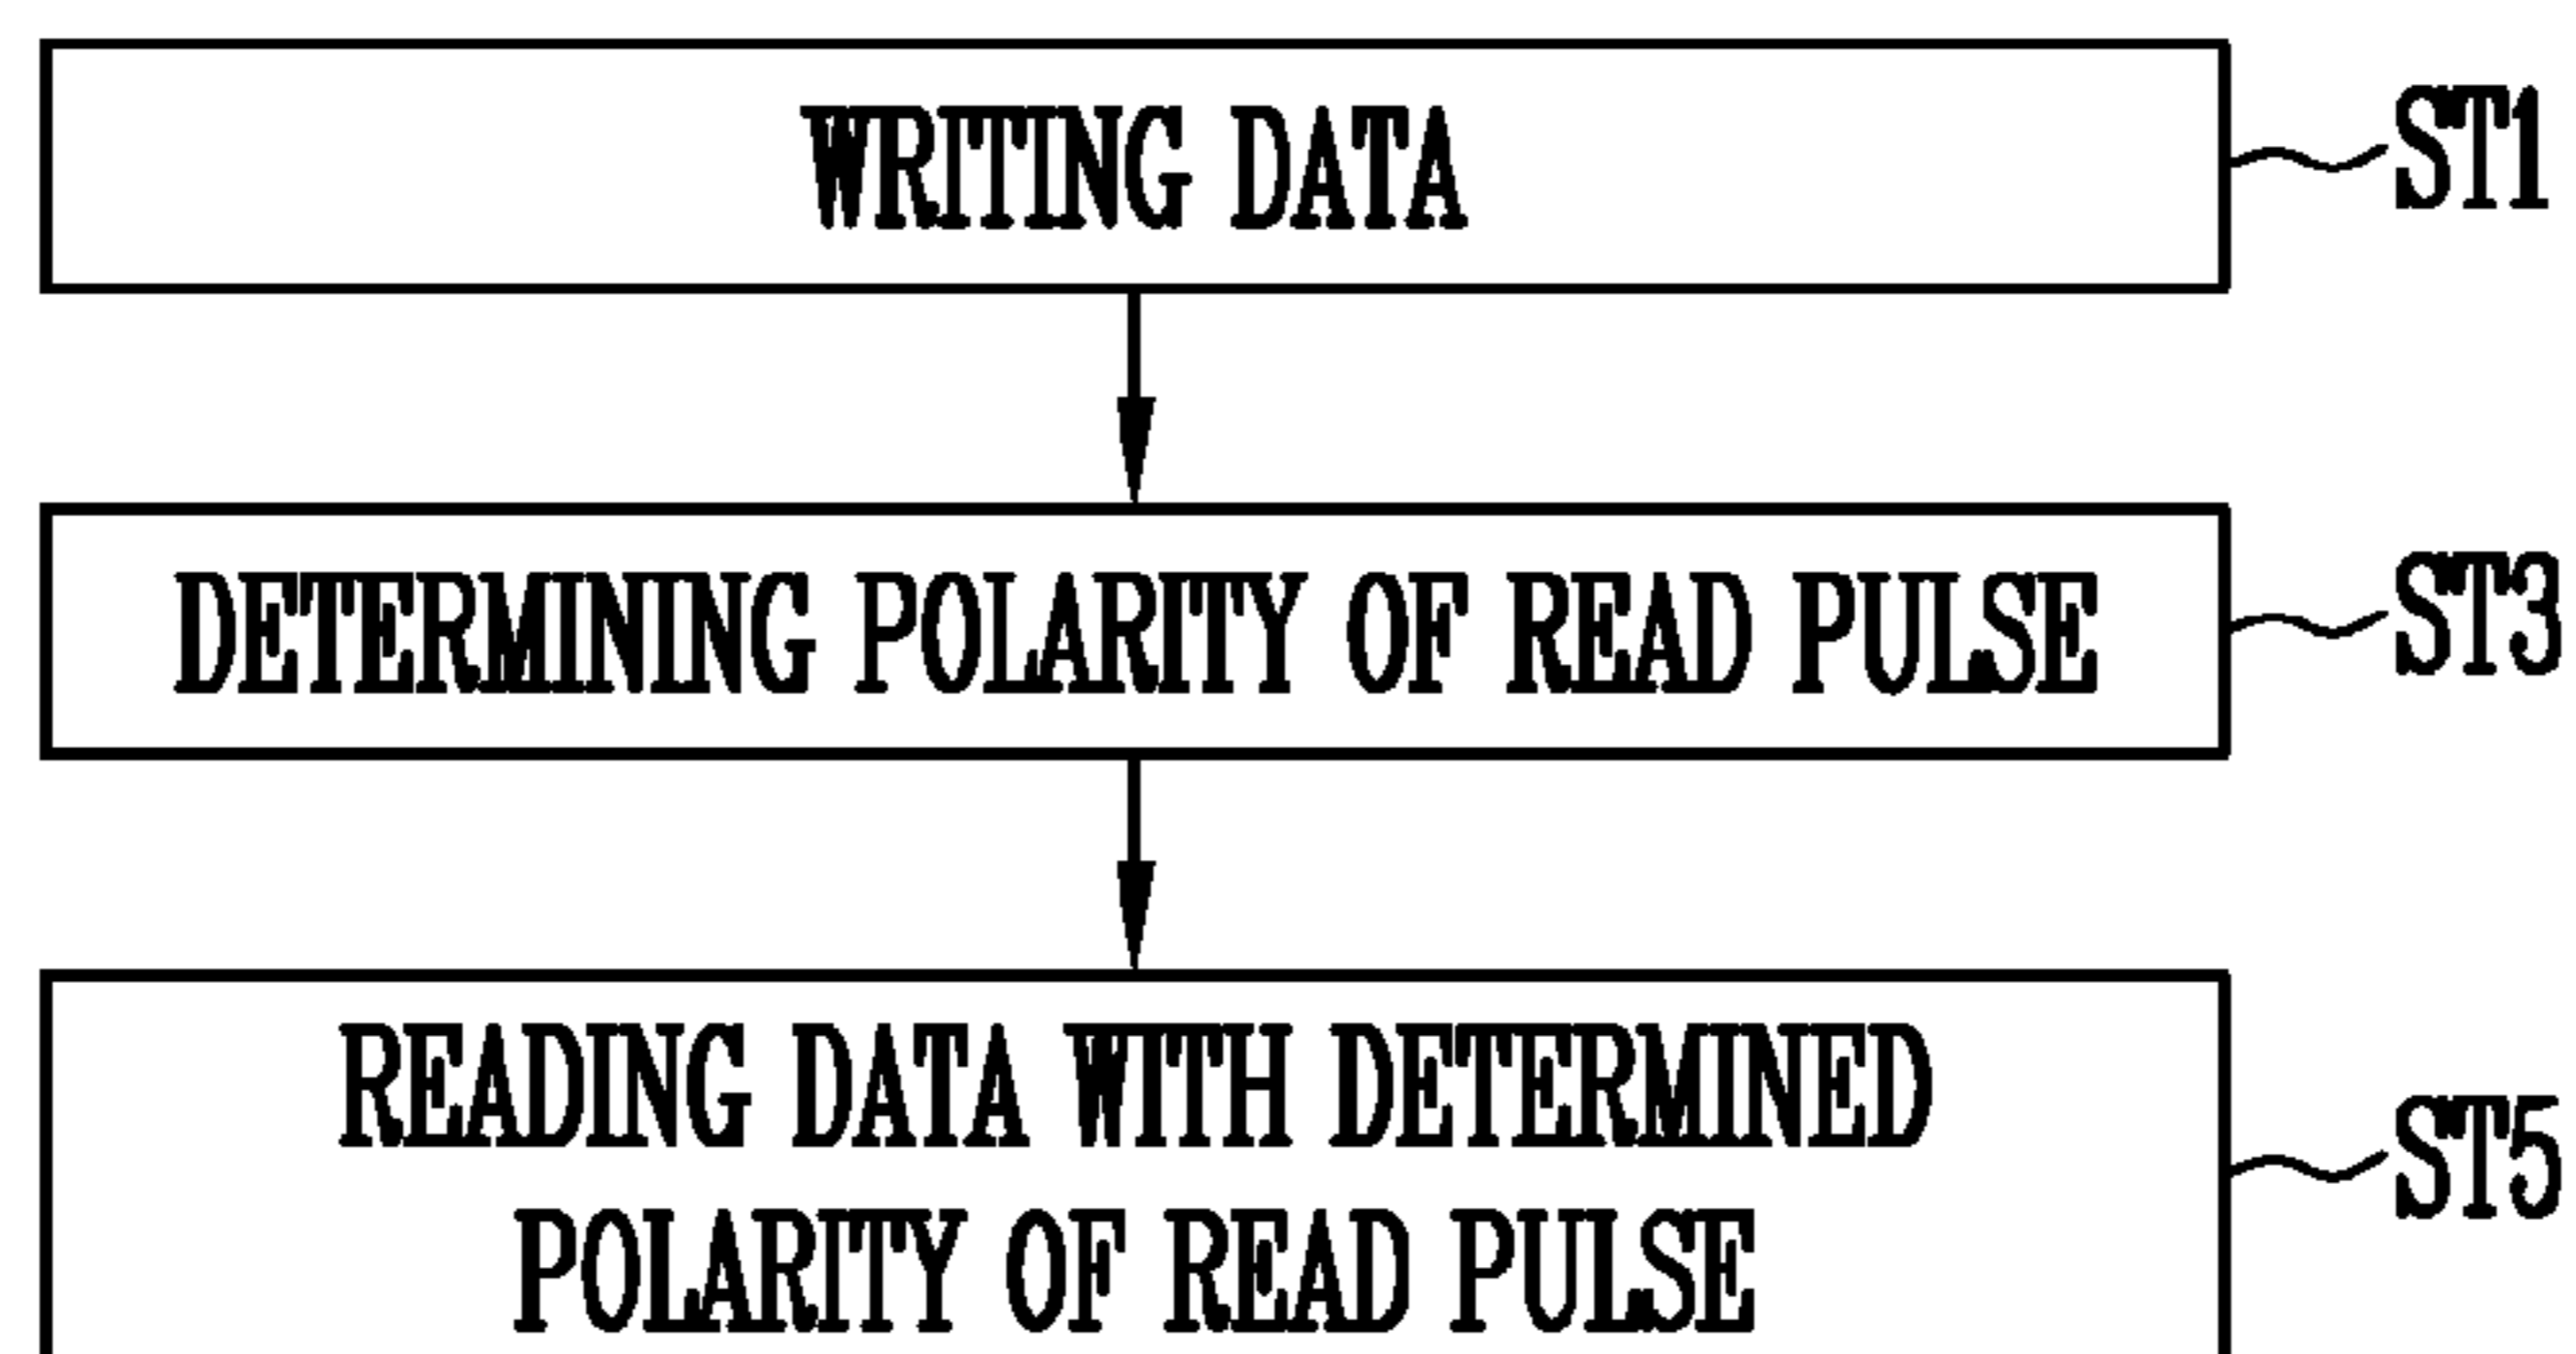 WRITING DATA
ST1
DETERMINING POLARITY OF READ PULSE
ST3
READING DATA WITH DETERMINED
POLARITY OF READ PULSE
ST5